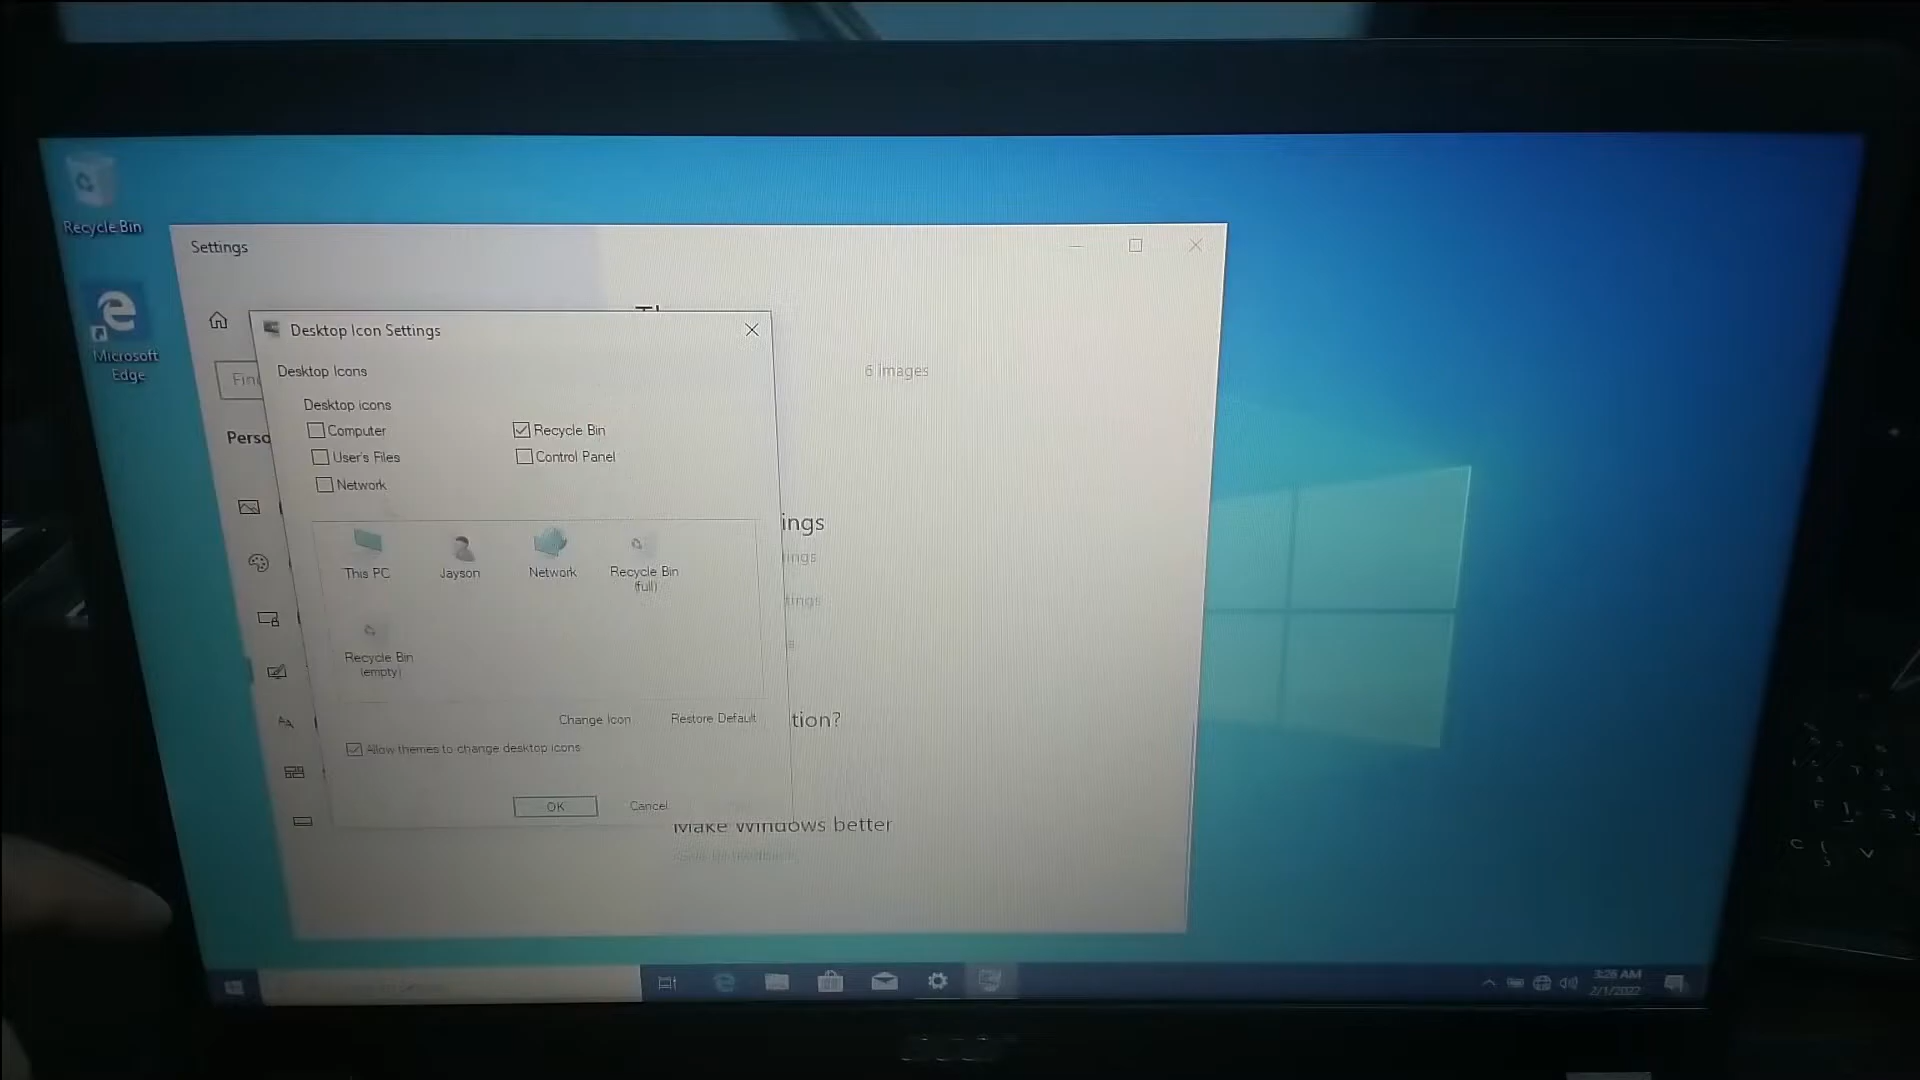 Recycle Bin
Microsoft
Edge
Settings
6 images
Desktop Icon Settings
Desktop Icons
Desktop icons
Computer
Recycle Bin
User's Files
Control Panel
Network
This PC
Jayson
Network
Recycle Bin
(full)
Recycle Bin
(empty)
Change Icon
Restore Default
Allow themes to change desktop icons
OK
Cancel
Make Windows better
3:26 AM
2/1/2022